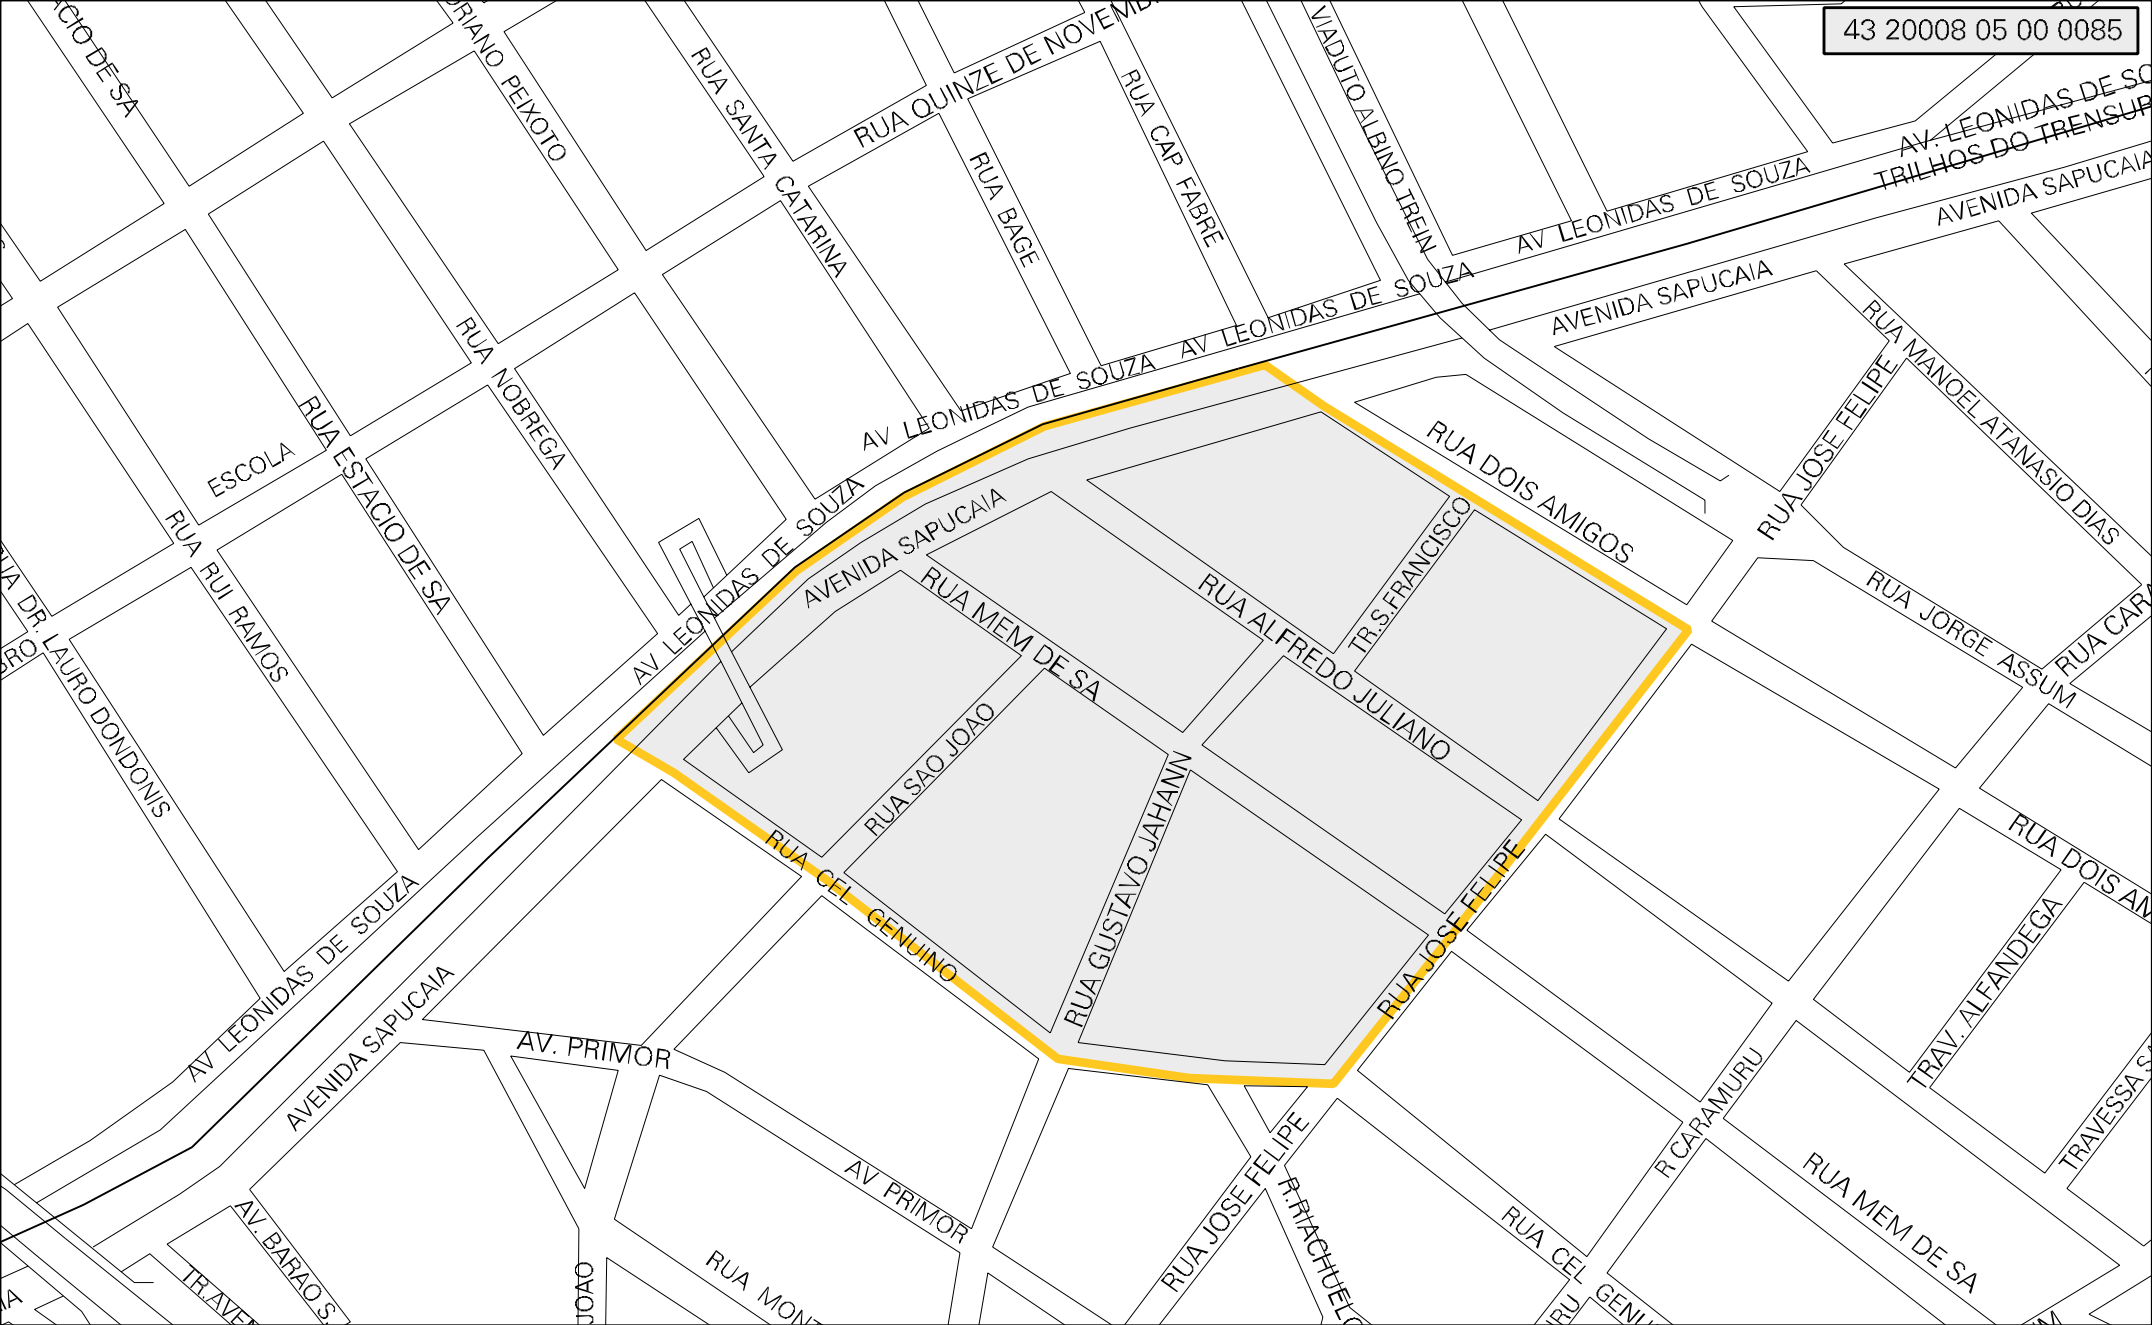 43 20008 05 00 0085
RUA QUINZE DE
PEIXOTO
RUA SANTA CATARINA
RUA BAGE
RUA CAP FABRE
VIADUTO ALBINO TREIN
AV. LEONIDAS DE
TRILHOS DO
AVENIDA SAPUCAIA
AV LEONIDAS DE SOUZA
AV LEONIDAS DE SOUZA
AVENIDA SAPUCAIA
AV LEONIDAS DE SOUZA
RUA NOBREGA
RUA ESTACIO DE SA
ESCOLA
RUA RUI RAMOS
DR. LAURO DONDONIS
RUA MANOEL ATANASIO DIAS
RUA JOSE FELIPE
RUA DOIS AMIGOS
AV LEONIDAS DE SOUZA
AVENIDA SAPUCAIA
TR.S.FRANCISCO
RUA MEM DE SA
RUA ALFREDO JULIANO
RUA JORGE ASSUM
RUA
RUA SAO JOAO
RUA GUSTAVO JAHANN
RUA CEL GENUINO
RUA JOSE FELIPE
RUA DOIS
TRAV. ALFANDEGA
TRAVESSA
AV LEONIDAS DE SOUZA
AVENIDA SAPUCAIA
AV. PRIMOR
AV PRIMOR
R CARAMURU
RUA MEM DE SA
RUA JOSE FELIPE
R.RIACHUELO
RUA CEL
AV. BARAO S.
JOAO
RUA